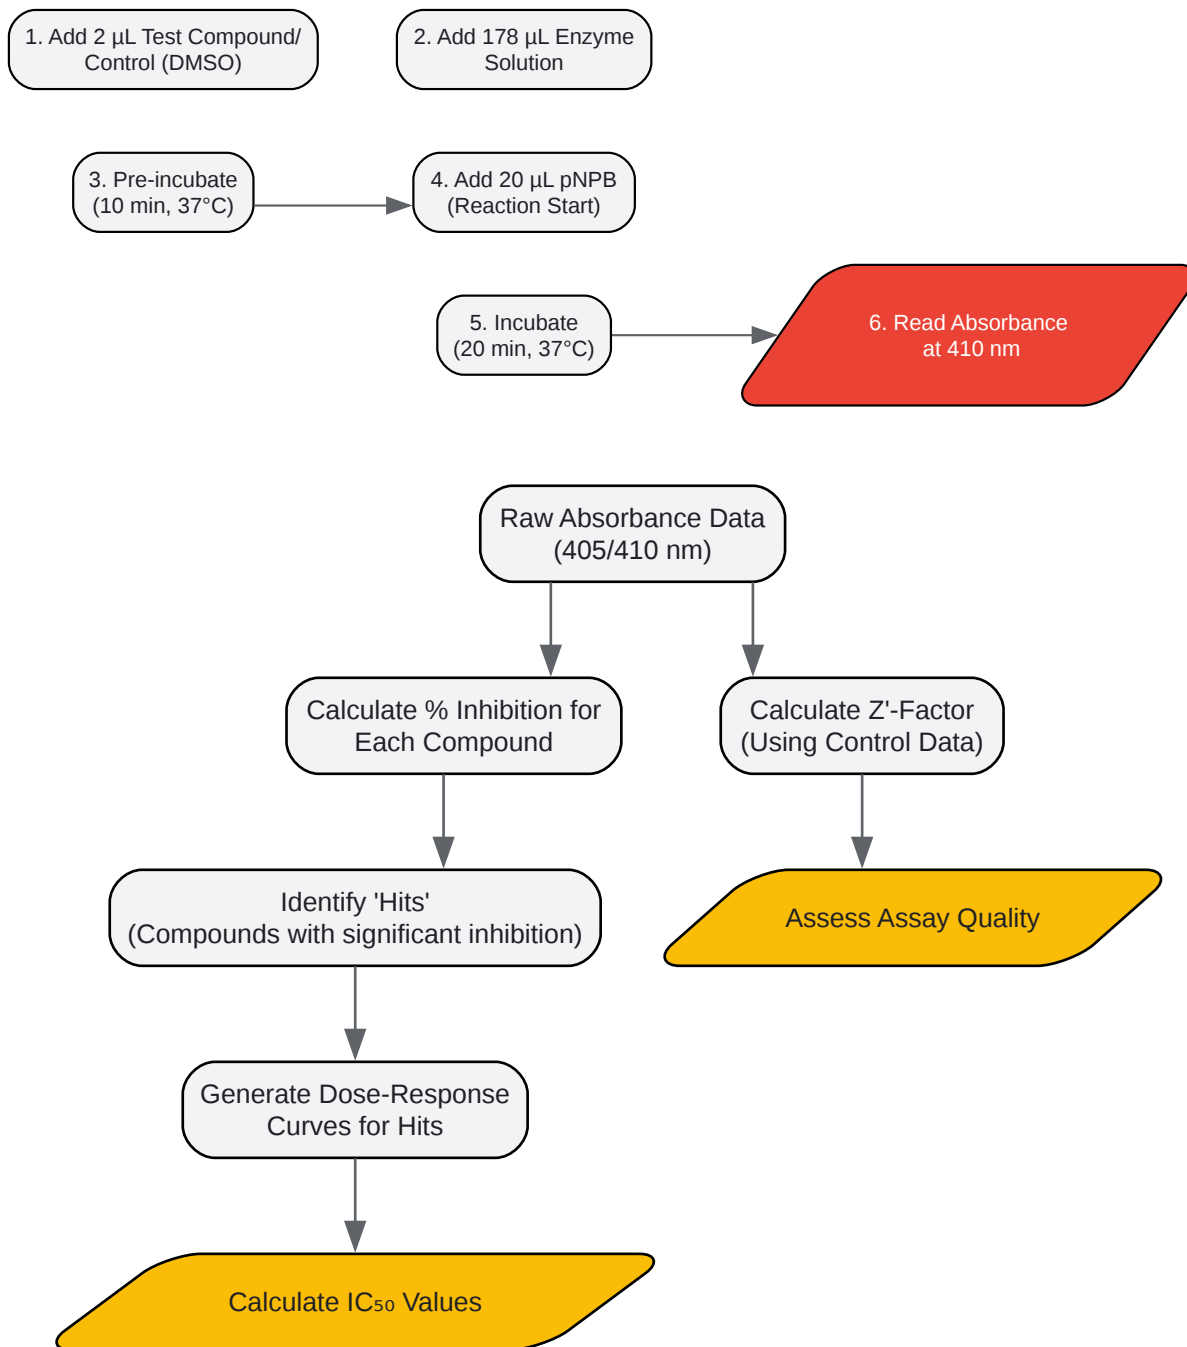 1. Add 2 µL Test Compound/
Control (DMSO)
2. Add 178 µL Enzyme
Solution
3. Pre-incubate
(10 min, 37°C)
4. Add 20 µL pNPB
(Reaction Start)
5. Incubate
(20 min, 37°C)
6. Read Absorbance
at 410 nm
Raw Absorbance Data
(405/410 nm)
Calculate % Inhibition for
Each Compound
Calculate Z'-Factor
(Using Control Data)
Identify 'Hits'
(Compounds with significant inhibition)
Assess Assay Quality
Generate Dose-Response
Curves for Hits
Calculate IC₅₀ Values